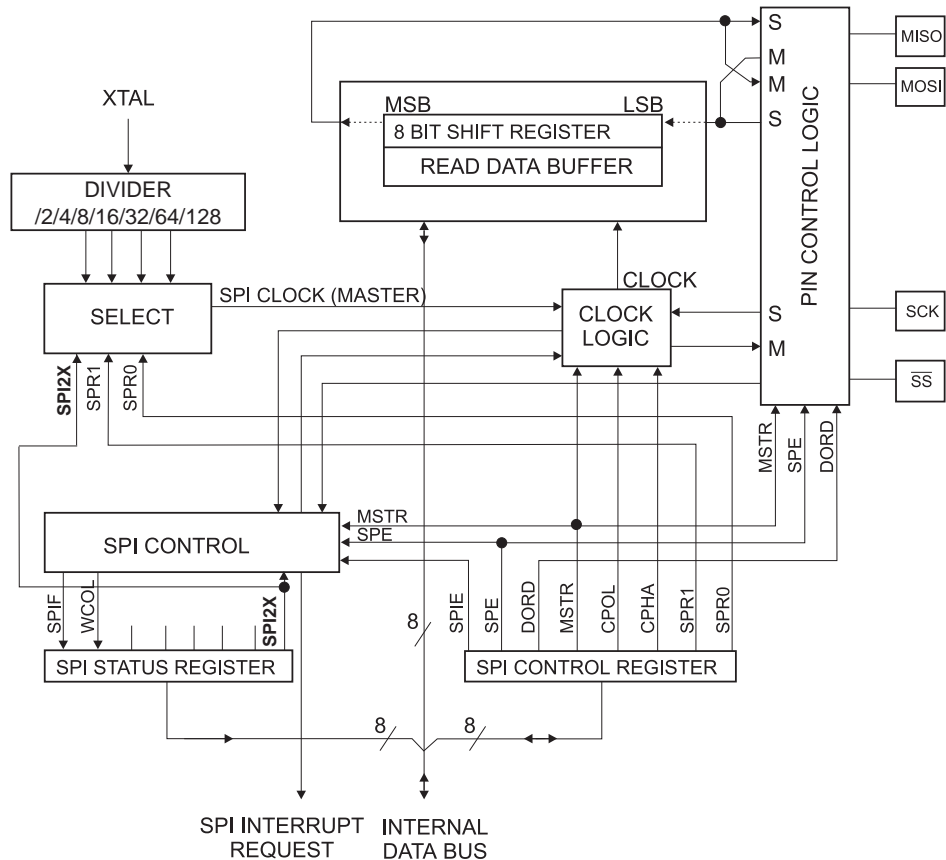 S
MISO
M
M
MOSI
XTAL
MSB
LSB
S
8 BIT SHIFT REGISTER
READ DATA BUFFER
DIVIDER
/2/4/8/16/32/64/128
PIN CONTROL LOGIC
CLOCK
SPI CLOCK (MASTER)
SELECT
CLOCK
LOGIC
S
M
SCK
SS
SPI2X
SPR1
SPR0
MSTR
SPE
DORD
MSTR
SPE
SPI CONTROL
SPIF
WCOL
SPI2X
8
SPIE
SPE
DORD
MSTR
CPOL
CPHA
SPR1
SPR0
SPI STATUS REGISTER
SPI CONTROL REGISTER
8
8
SPI INTERRUPT
REQUEST
INTERNAL
DATA BUS